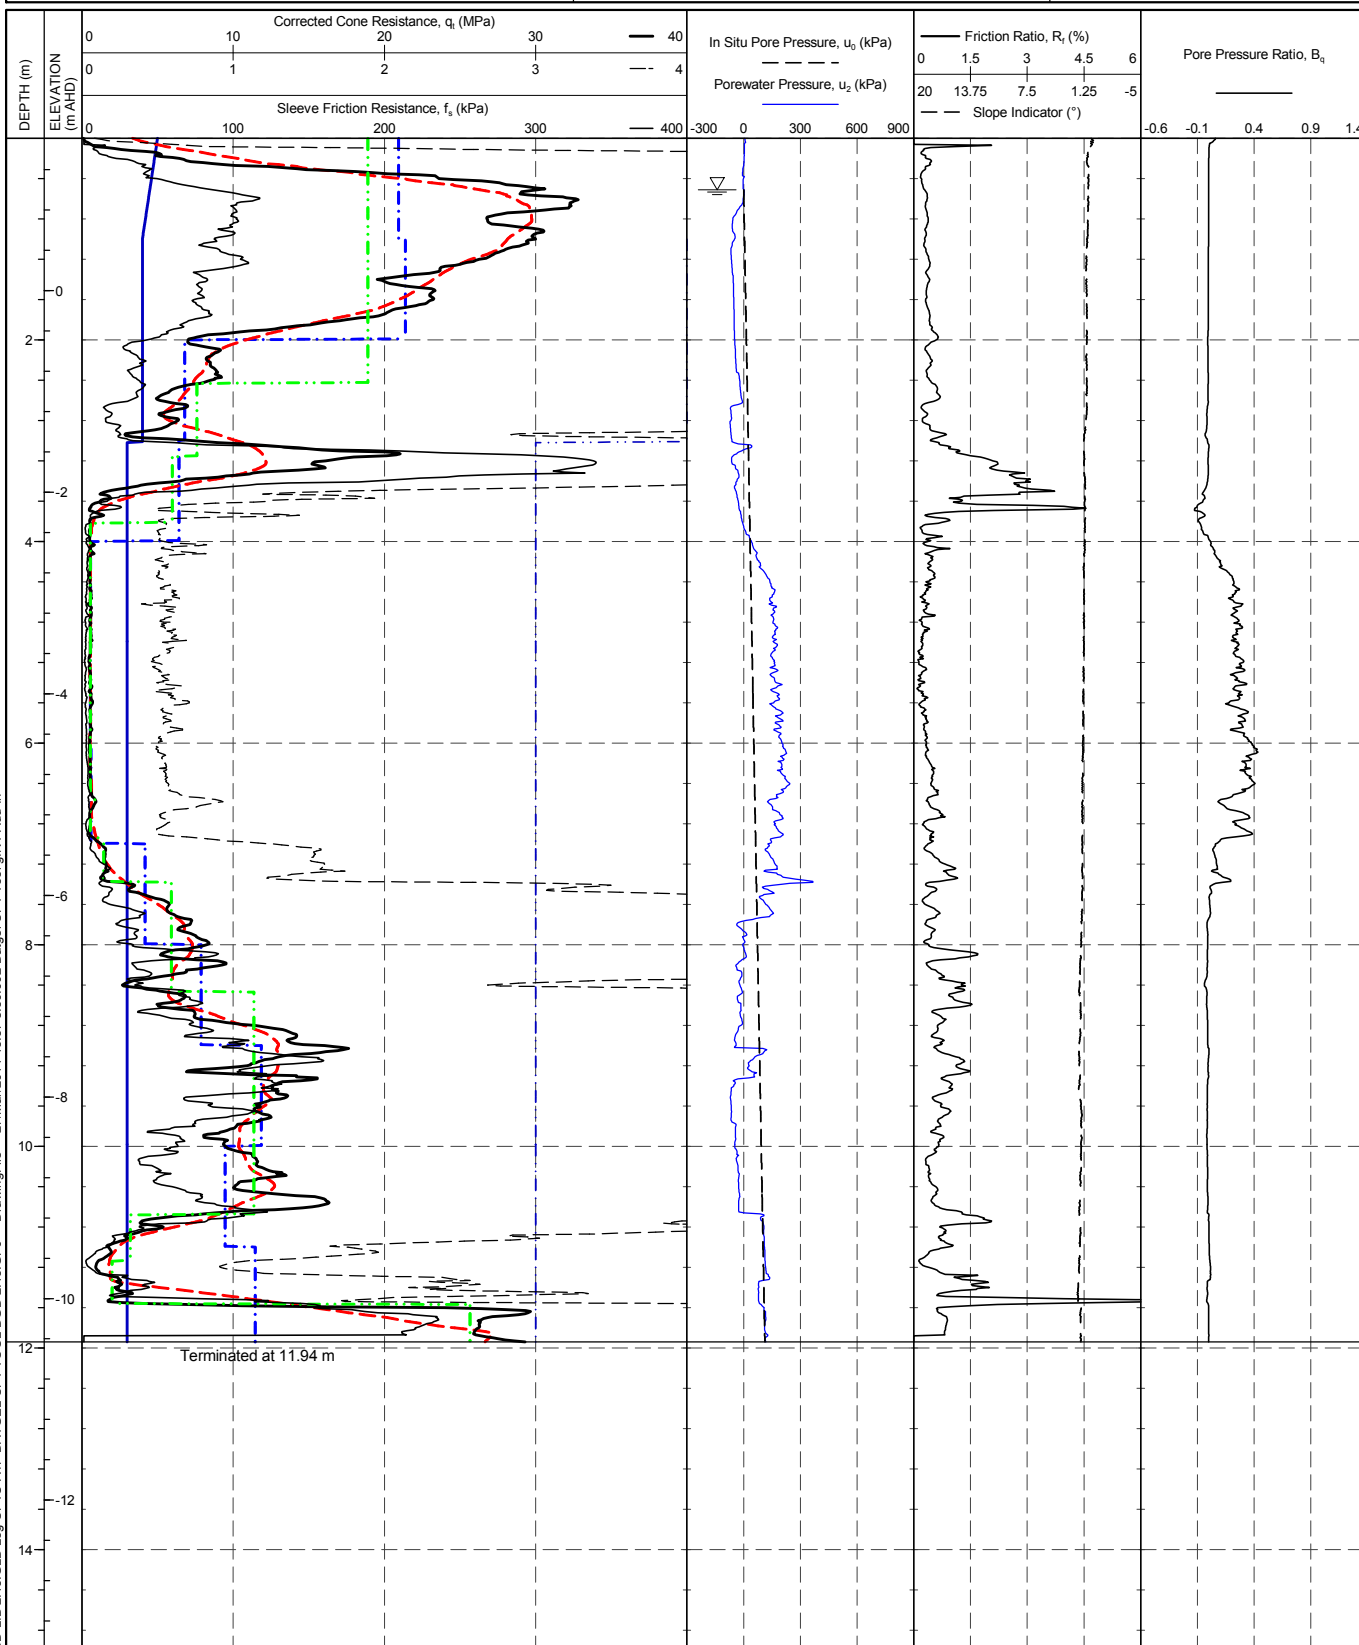 Corrected Cone Resistance, qt (MPa)
0 10 20 30 40
0 1 2 3 4
Sleeve Friction Resistance, fs (kPa)
0 100 200 300 400
DEPTH (m)
ELEVATION
(m AHD)
In Situ Pore Pressure, u0 (kPa)
Porewater Pressure, u2 (kPa)
-300 0 300 600 900
Friction Ratio, Rf (%)
0 1.5 3 4.5 6
20 13.75 7.5 1.25 -5
Slope Indicator (°)
Pore Pressure Ratio, Bq
-0.6 -0.1 0.4 0.9 1.4
0
2
-2
4
-4
6
-6
8
-8
10
-10
12
Terminated at 11.94 m
-12
14